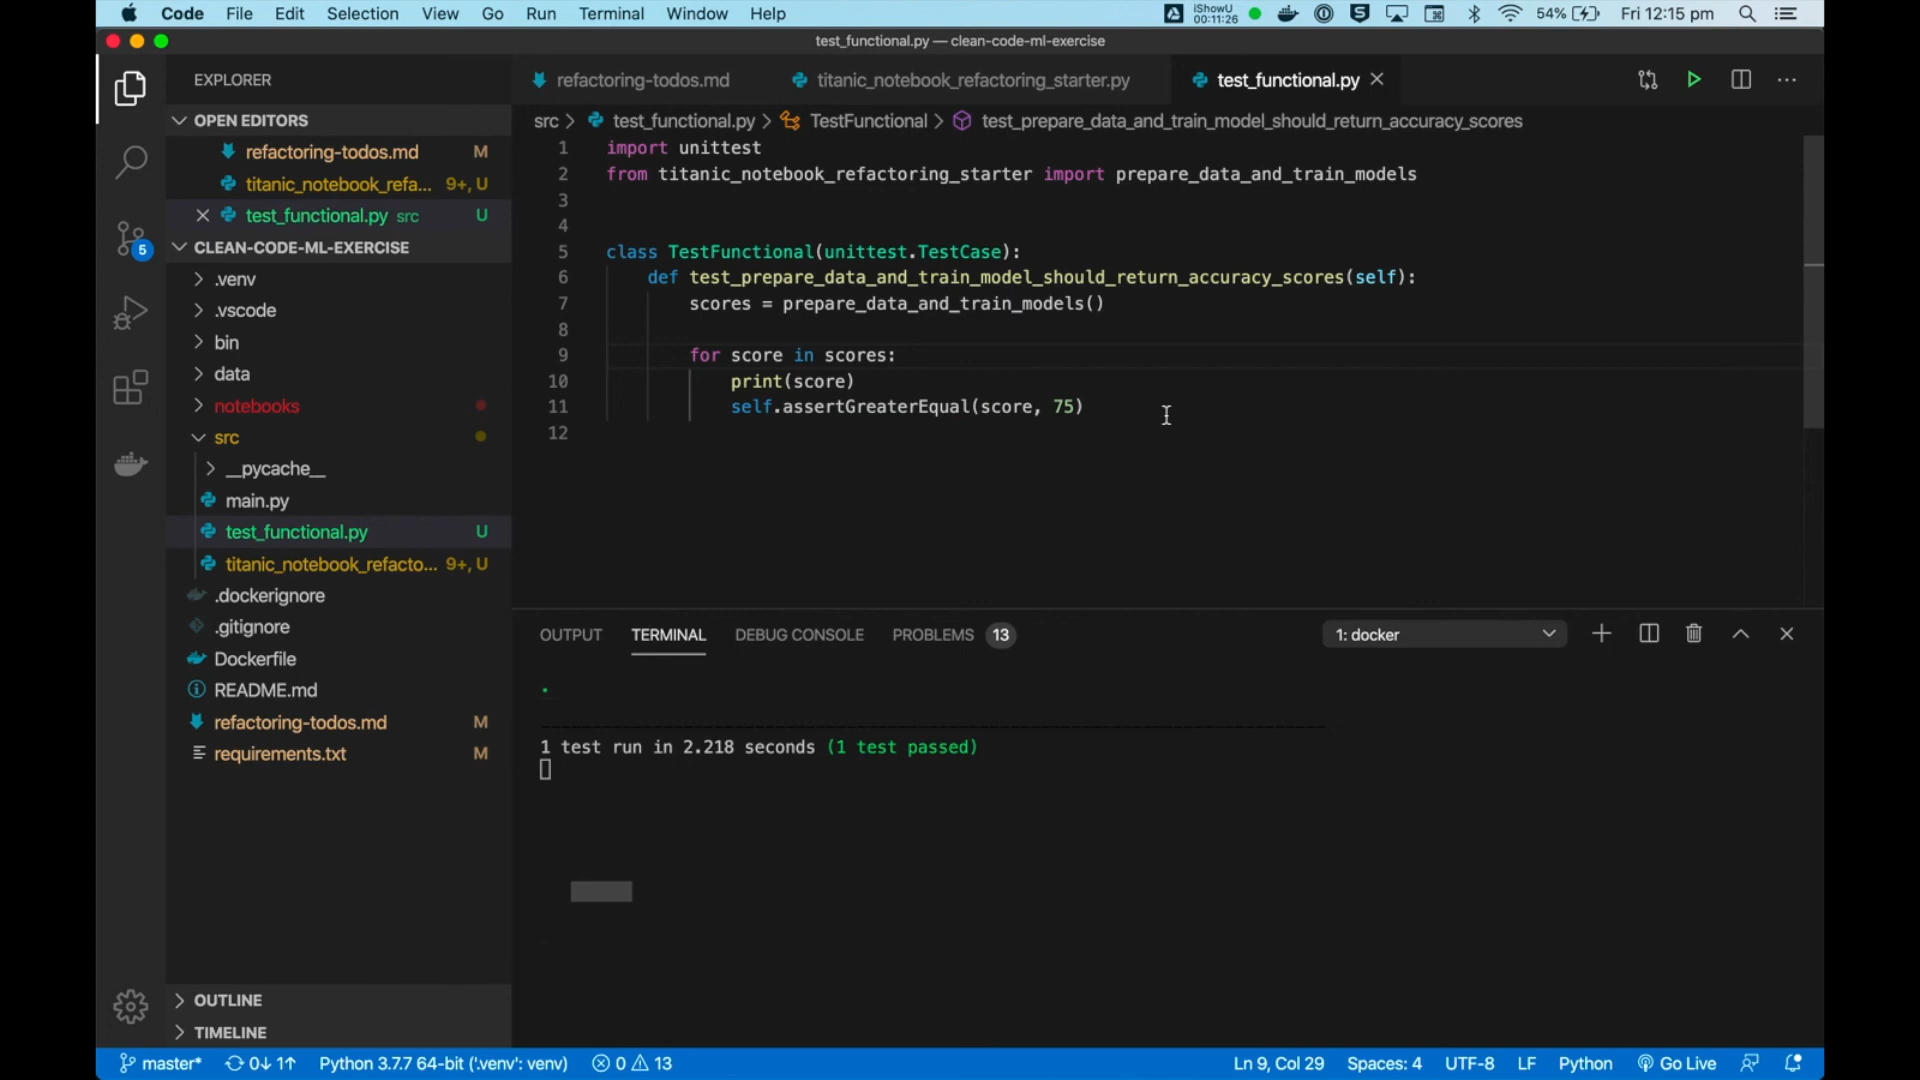 Code File Edit Selection View Go Run Terminal Window Help iShowU 00:11:26 54% Fri 12:15 pm
test_functional.py — clean-code-ml-exercise
EXPLORER
OPEN EDITORS
refactoring-todos.md M
titanic_notebook_refa... 9+, U
test_functional.py src U
5
CLEAN-CODE-ML-EXERCISE
.venv
.vscode
bin
data
notebooks
src
__pycache__
main.py
test_functional.py U
titanic_notebook_refacto... 9+, U
.dockerignore
.gitignore
Dockerfile
README.md
refactoring-todos.md M
requirements.txt M
OUTLINE
TIMELINE
refactoring-todos.md titanic_notebook_refactoring_starter.py test_functional.py
src > test_functional.py > TestFunctional > test_prepare_data_and_train_model_should_return_accuracy_scores
1 import unittest
2 from titanic_notebook_refactoring_starter import prepare_data_and_train_models
3
4
5 class TestFunctional(unittest.TestCase):
6 def test_prepare_data_and_train_model_should_return_accuracy_scores(self):
7 scores = prepare_data_and_train_models()
8
9 for score in scores:
10 print(score)
11 self.assertGreaterEqual(score, 75)
12
OUTPUT TERMINAL DEBUG CONSOLE PROBLEMS 13 1: docker
.
----------------------------------------------------------------------
1 test run in 2.218 seconds (1 test passed)
master* 0↓ 1↑ Python 3.7.7 64-bit ('.venv': venv) 0 13 Ln 9, Col 29 Spaces: 4 UTF-8 LF Python Go Live